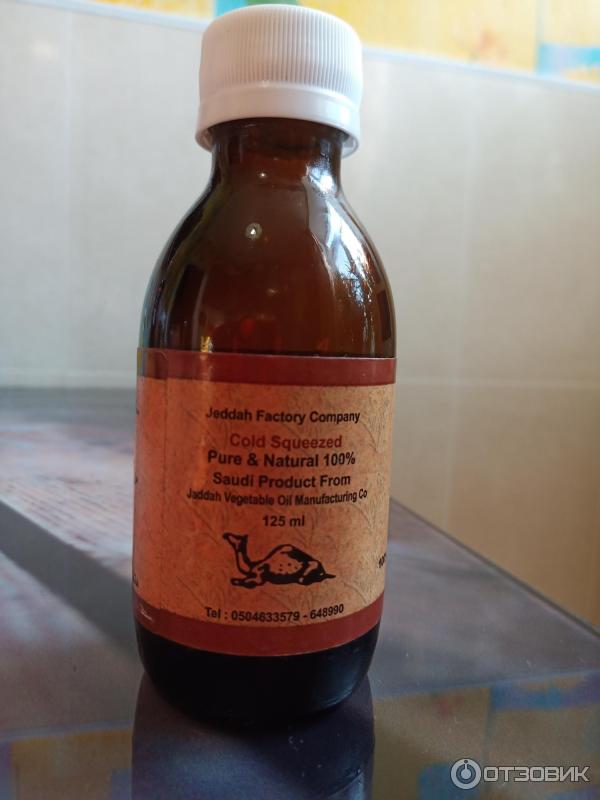 Jeddah Factory Company
Cold Squeezed
Pure & Natural 100%
Saudi Product From
Jaddah Vegetable Oil Manufacturing Co
125 ml
Tel : 0504633579 - 648990
ОТЗОВИК